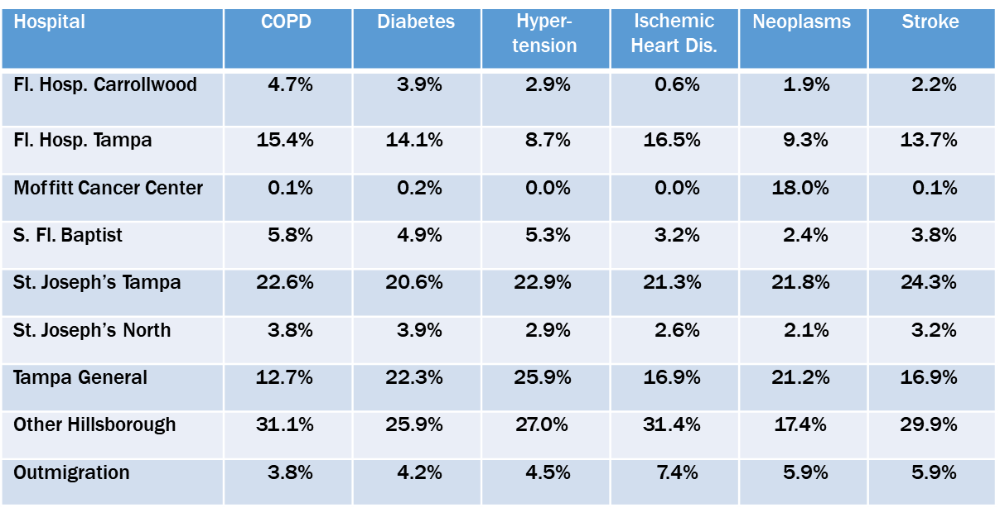 Hospital COPD Diabetes Hyper- Ischemic Neoplasms Stroke
tension Heart Dis.
Fl. Hosp. Carrollwood 4.7% 3.9% 2.9% 0.6% 1.9% 2.2%
Fl. Hosp. Tampa 15.4% 14.1% 8.7% 16.5% 9.3% 13.7%
Moffitt Cancer Center 0.1% 0.2% 0.0% 0.0% 18.0% 0.1%
S. Fl. Baptist 5.8% 4.9% 5.3% 3.2% 2.4% 3.8%
St. Joseph’s Tampa 22.6% 20.6% 22.9% 21.3% 21.8% 24.3%
St. Joseph’s North 3.8% 3.9% 2.9% 2.6% 2.1% 3.2%
Tampa General 12.7% 22.3% 25.9% 16.9% 21.2% 16.9%
Other Hillsborough 31.1% 25.9% 27.0% 31.4% 17.4% 29.9%
Outmigration 3.8% 4.2% 4.5% 7.4% 5.9% 5.9%